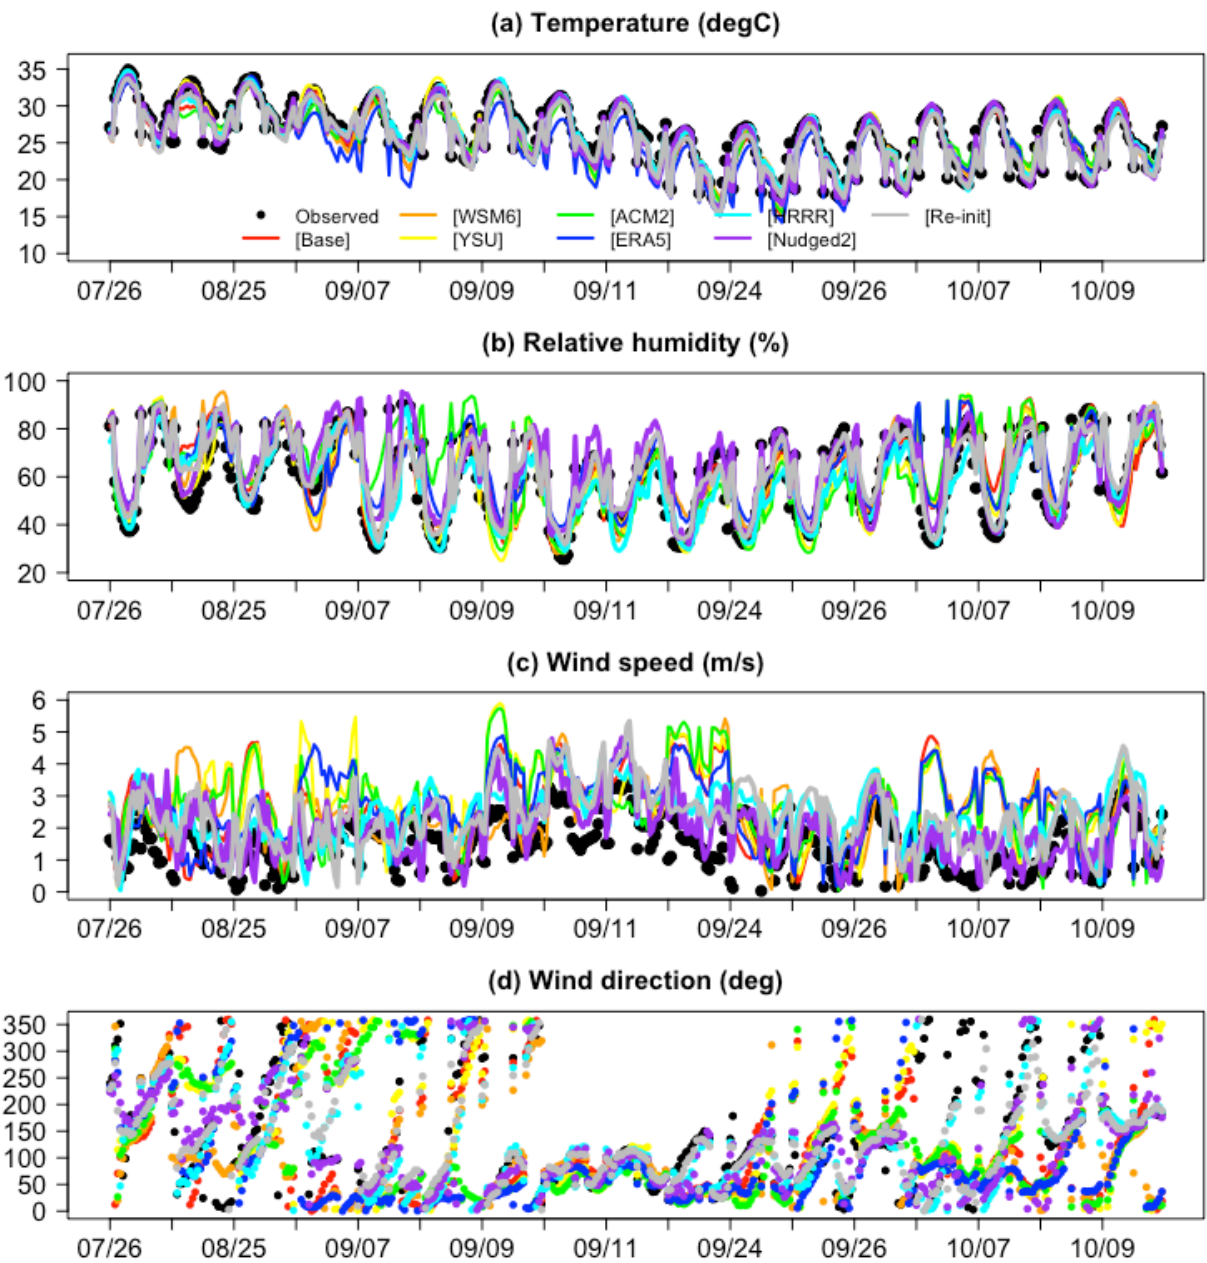 (a) Temperature (degC)
35
30
25
20
15
10
Observed [WSM6] [ACM2] [HRRR] [Re-init]
[Base] [YSU] [ERA5] [Nudged2]
07/26 08/25 09/07 09/09 09/11 09/24 09/26 10/07 10/09
(b) Relative humidity (%)
100
80
60
40
20
07/26 08/25 09/07 09/09 09/11 09/24 09/26 10/07 10/09
(c) Wind speed (m/s)
6
5
4
3
2
1
0
07/26 08/25 09/07 09/09 09/11 09/24 09/26 10/07 10/09
(d) Wind direction (deg)
350
300
250
200
150
100
50
0
07/26 08/25 09/07 09/09 09/11 09/24 09/26 10/07 10/09